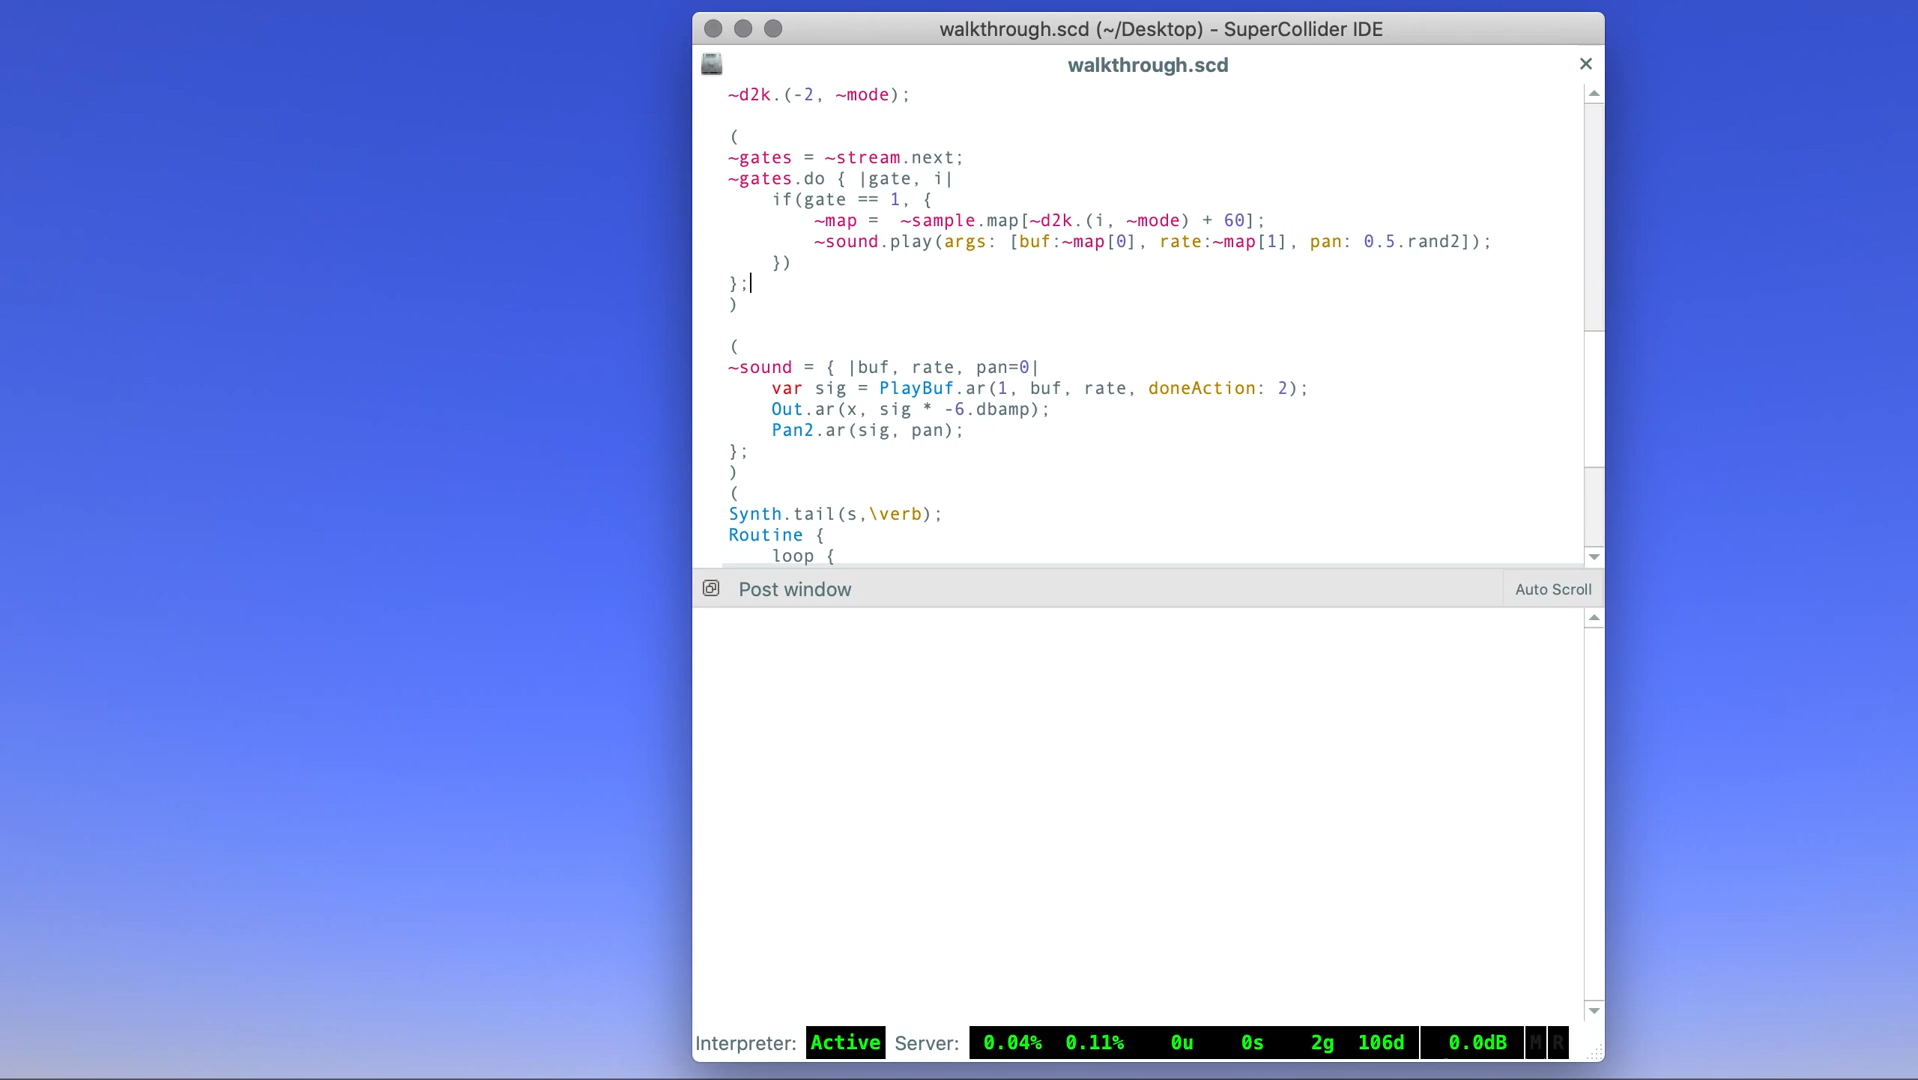 walkthrough.scd (~/Desktop) - SuperCollider IDE
walkthrough.scd
~d2k.(-2, ~mode);
(
~gates = ~stream.next;
~gates.do { |gate, i|
if(gate == 1, {
~map =  ~sample.map[~d2k.(i, ~mode) + 60];
~sound.play(args: [buf:~map[0], rate:~map[1], pan: 0.5.rand2]);
})
};
)
(
~sound = { |buf, rate, pan=0|
var sig = PlayBuf.ar(1, buf, rate, doneAction: 2);
Out.ar(x, sig * -6.dbamp);
Pan2.ar(sig, pan);
};
)
(
Synth.tail(s,\verb);
Routine {
loop {
Post window
Auto Scroll
Interpreter: Active Server: 0.04% 0.11% 0u 0s 2g 106d 0.0dB M R